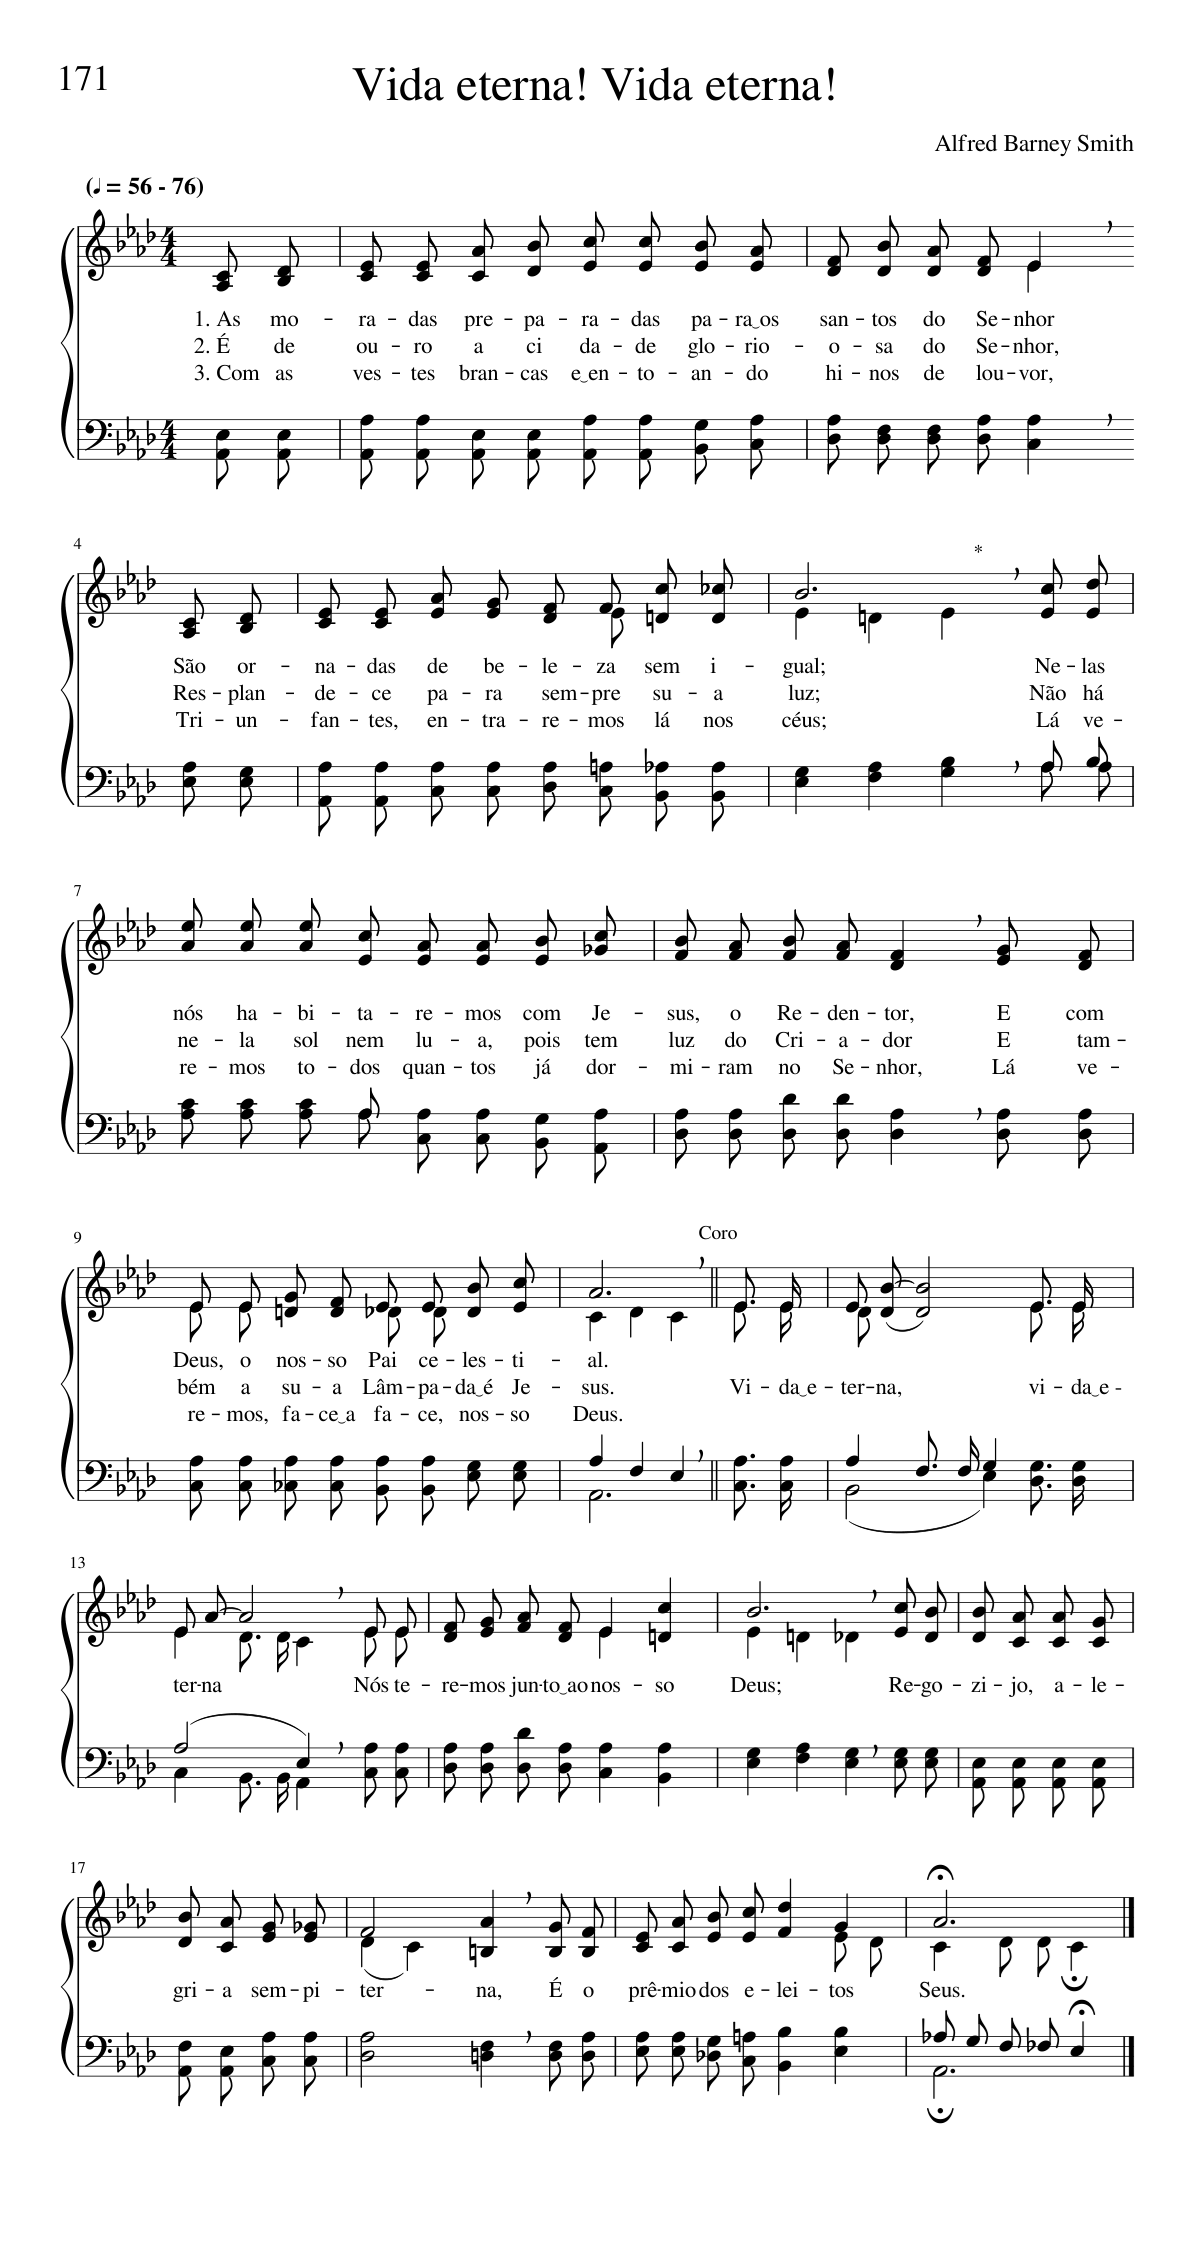 171
Vida eterna! Vida eterna!
Alfred Barney Smith
(♩ = 56 - 76)
1. As mo - ra - das pre - pa - ra - das pa - ra‿os san - tos do Se - nhor
2. É de ou - ro a ci da - de glo - rio - o - sa do Se - nhor,
3. Com as ves - tes bran - cas e‿en - to - an - do hi - nos de lou - vor,
4
*
São or - na - das de be - le - za sem i - gual; Ne - las
Res - plan - de - ce pa - ra sem - pre su - a luz; Não há
Tri - un - fan - tes, en - tra - re - mos lá nos céus; Lá ve -
7
nós ha - bi - ta - re - mos com Je - sus, o Re - den - tor, E com
ne - la sol nem lu - a, pois tem luz do Cri - a - dor E tam -
re - mos to - dos quan - tos já dor - mi - ram no Se - nhor, Lá ve -
Coro
9
Deus, o nos - so Pai ce - les - ti - al.
bém a su - a Lâm - pa - da‿é Je - sus. Vi - da‿e - ter - na, vi - da‿e -
re - mos, fa - ce‿a fa - ce, nos - so Deus.
13
ter - na Nós te - re - mos jun - to‿ao nos - so Deus; Re - go - zi - jo, a - le -
17
gri - a sem - pi - ter - na, É o prê - mio dos e - lei - tos Seus.